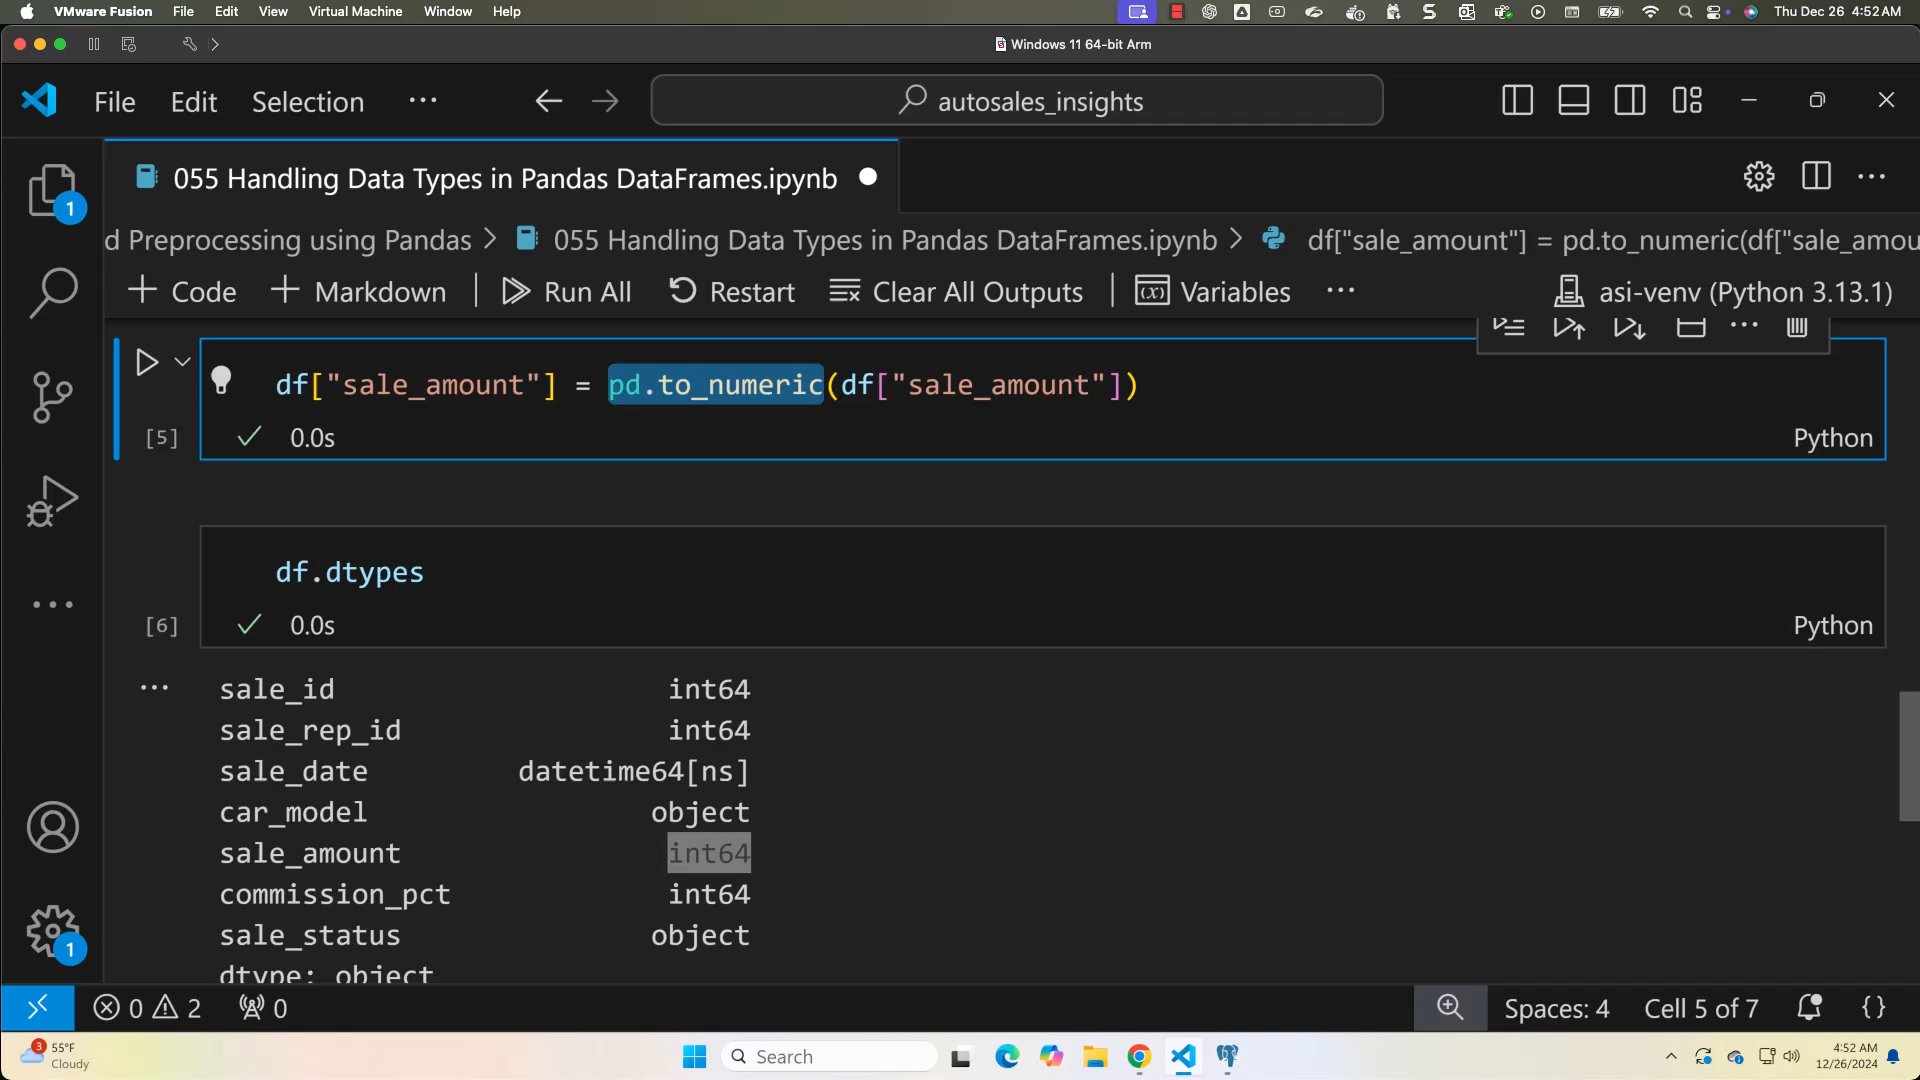 VMware Fusion File Edit View Virtual Machine Window Help Thu Dec 26 4:52 AM
Windows 11 64-bit Arm
File Edit Selection ··· autosales_insights
055 Handling Data Types in Pandas DataFrames.ipynb
d Preprocessing using Pandas > 055 Handling Data Types in Pandas DataFrames.ipynb > df["sale_amount"] = pd.to_numeric(df["sale_amou
+ Code + Markdown Run All Restart Clear All Outputs Variables ··· asi-venv (Python 3.13.1)
df["sale_amount"] = pd.to_numeric(df["sale_amount"])
[5] 0.0s Python
df.dtypes
[6] 0.0s Python
sale_id int64
sale_rep_id int64
sale_date datetime64[ns]
car_model object
sale_amount int64
commission_pct int64
sale_status object
dtype: object
1
1
0 2 0 Spaces: 4 Cell 5 of 7 {}
3 55°F
Cloudy
Search
4:52 AM
12/26/2024